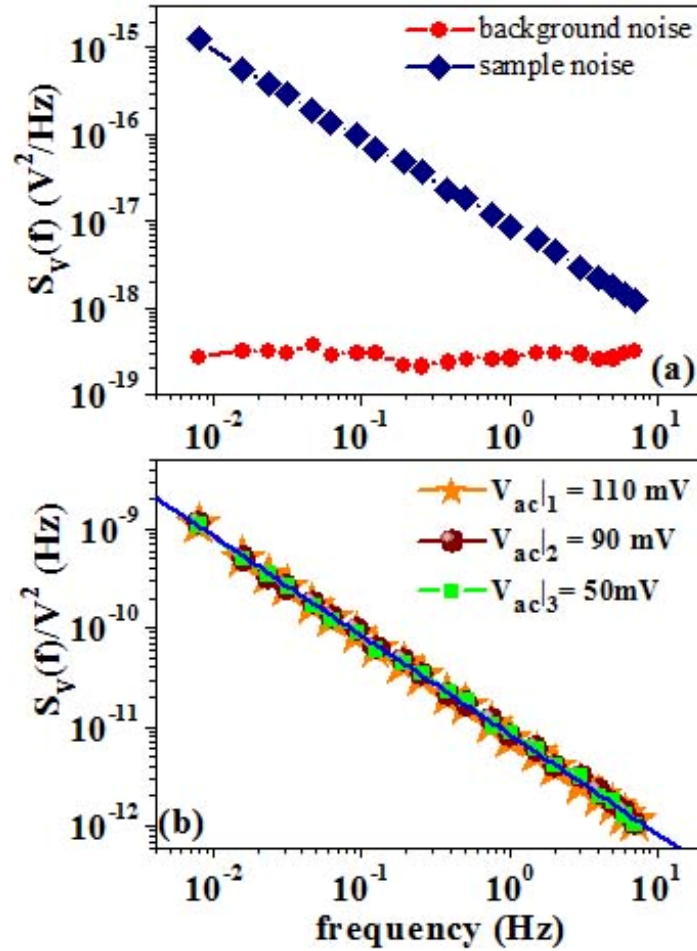 10^-15
10^-16
10^-17
10^-18
10^-19
S_V(f) (V^2/Hz)
background noise
sample noise
(a)
10^-2 10^-1 10^0 10^1
10^-9
10^-10
10^-11
10^-12
S_V(f)/V^2 (Hz)
V_ac|_1 = 110 mV
V_ac|_2 = 90 mV
V_ac|_3 = 50mV
(b)
10^-2 10^-1 10^0 10^1
frequency (Hz)